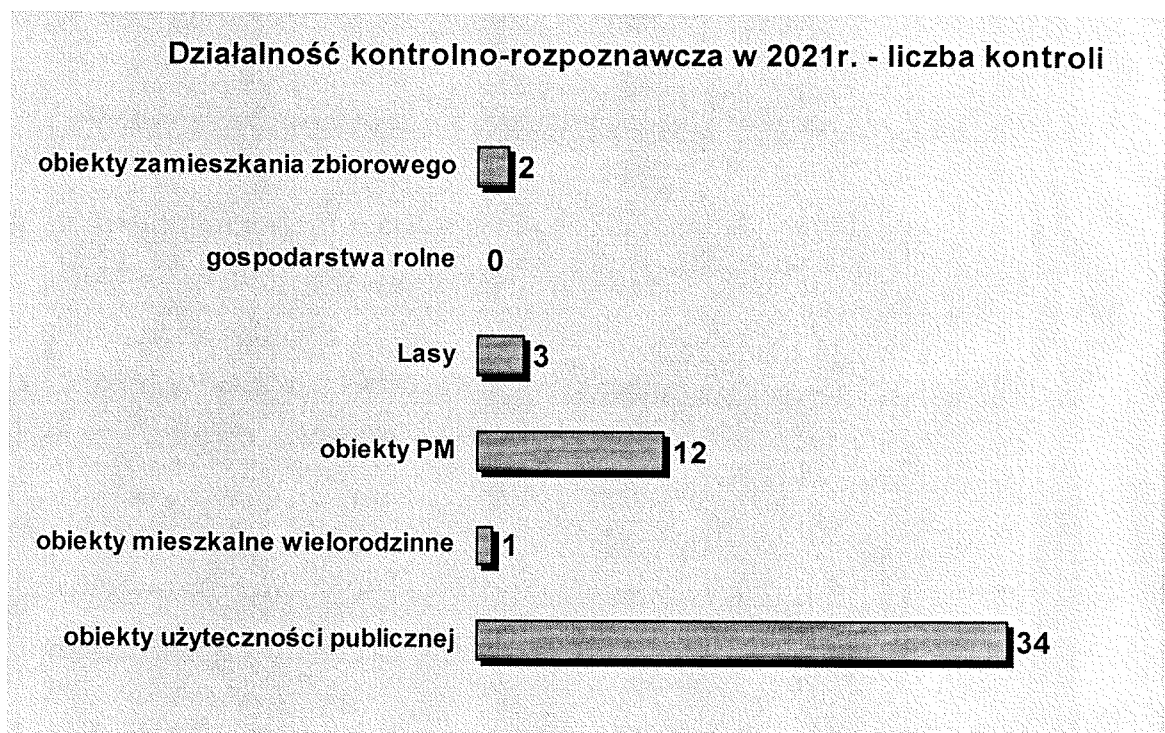 Działalność kontrolno-rozpoznawcza w 2021r. - liczba kontroli
obiekty zamieszkania zbiorowego 2
gospodarstwa rolne 0
Lasy 3
obiekty PM 12
obiekty mieszkalne wielorodzinne 1
obiekty użyteczności publicznej 34